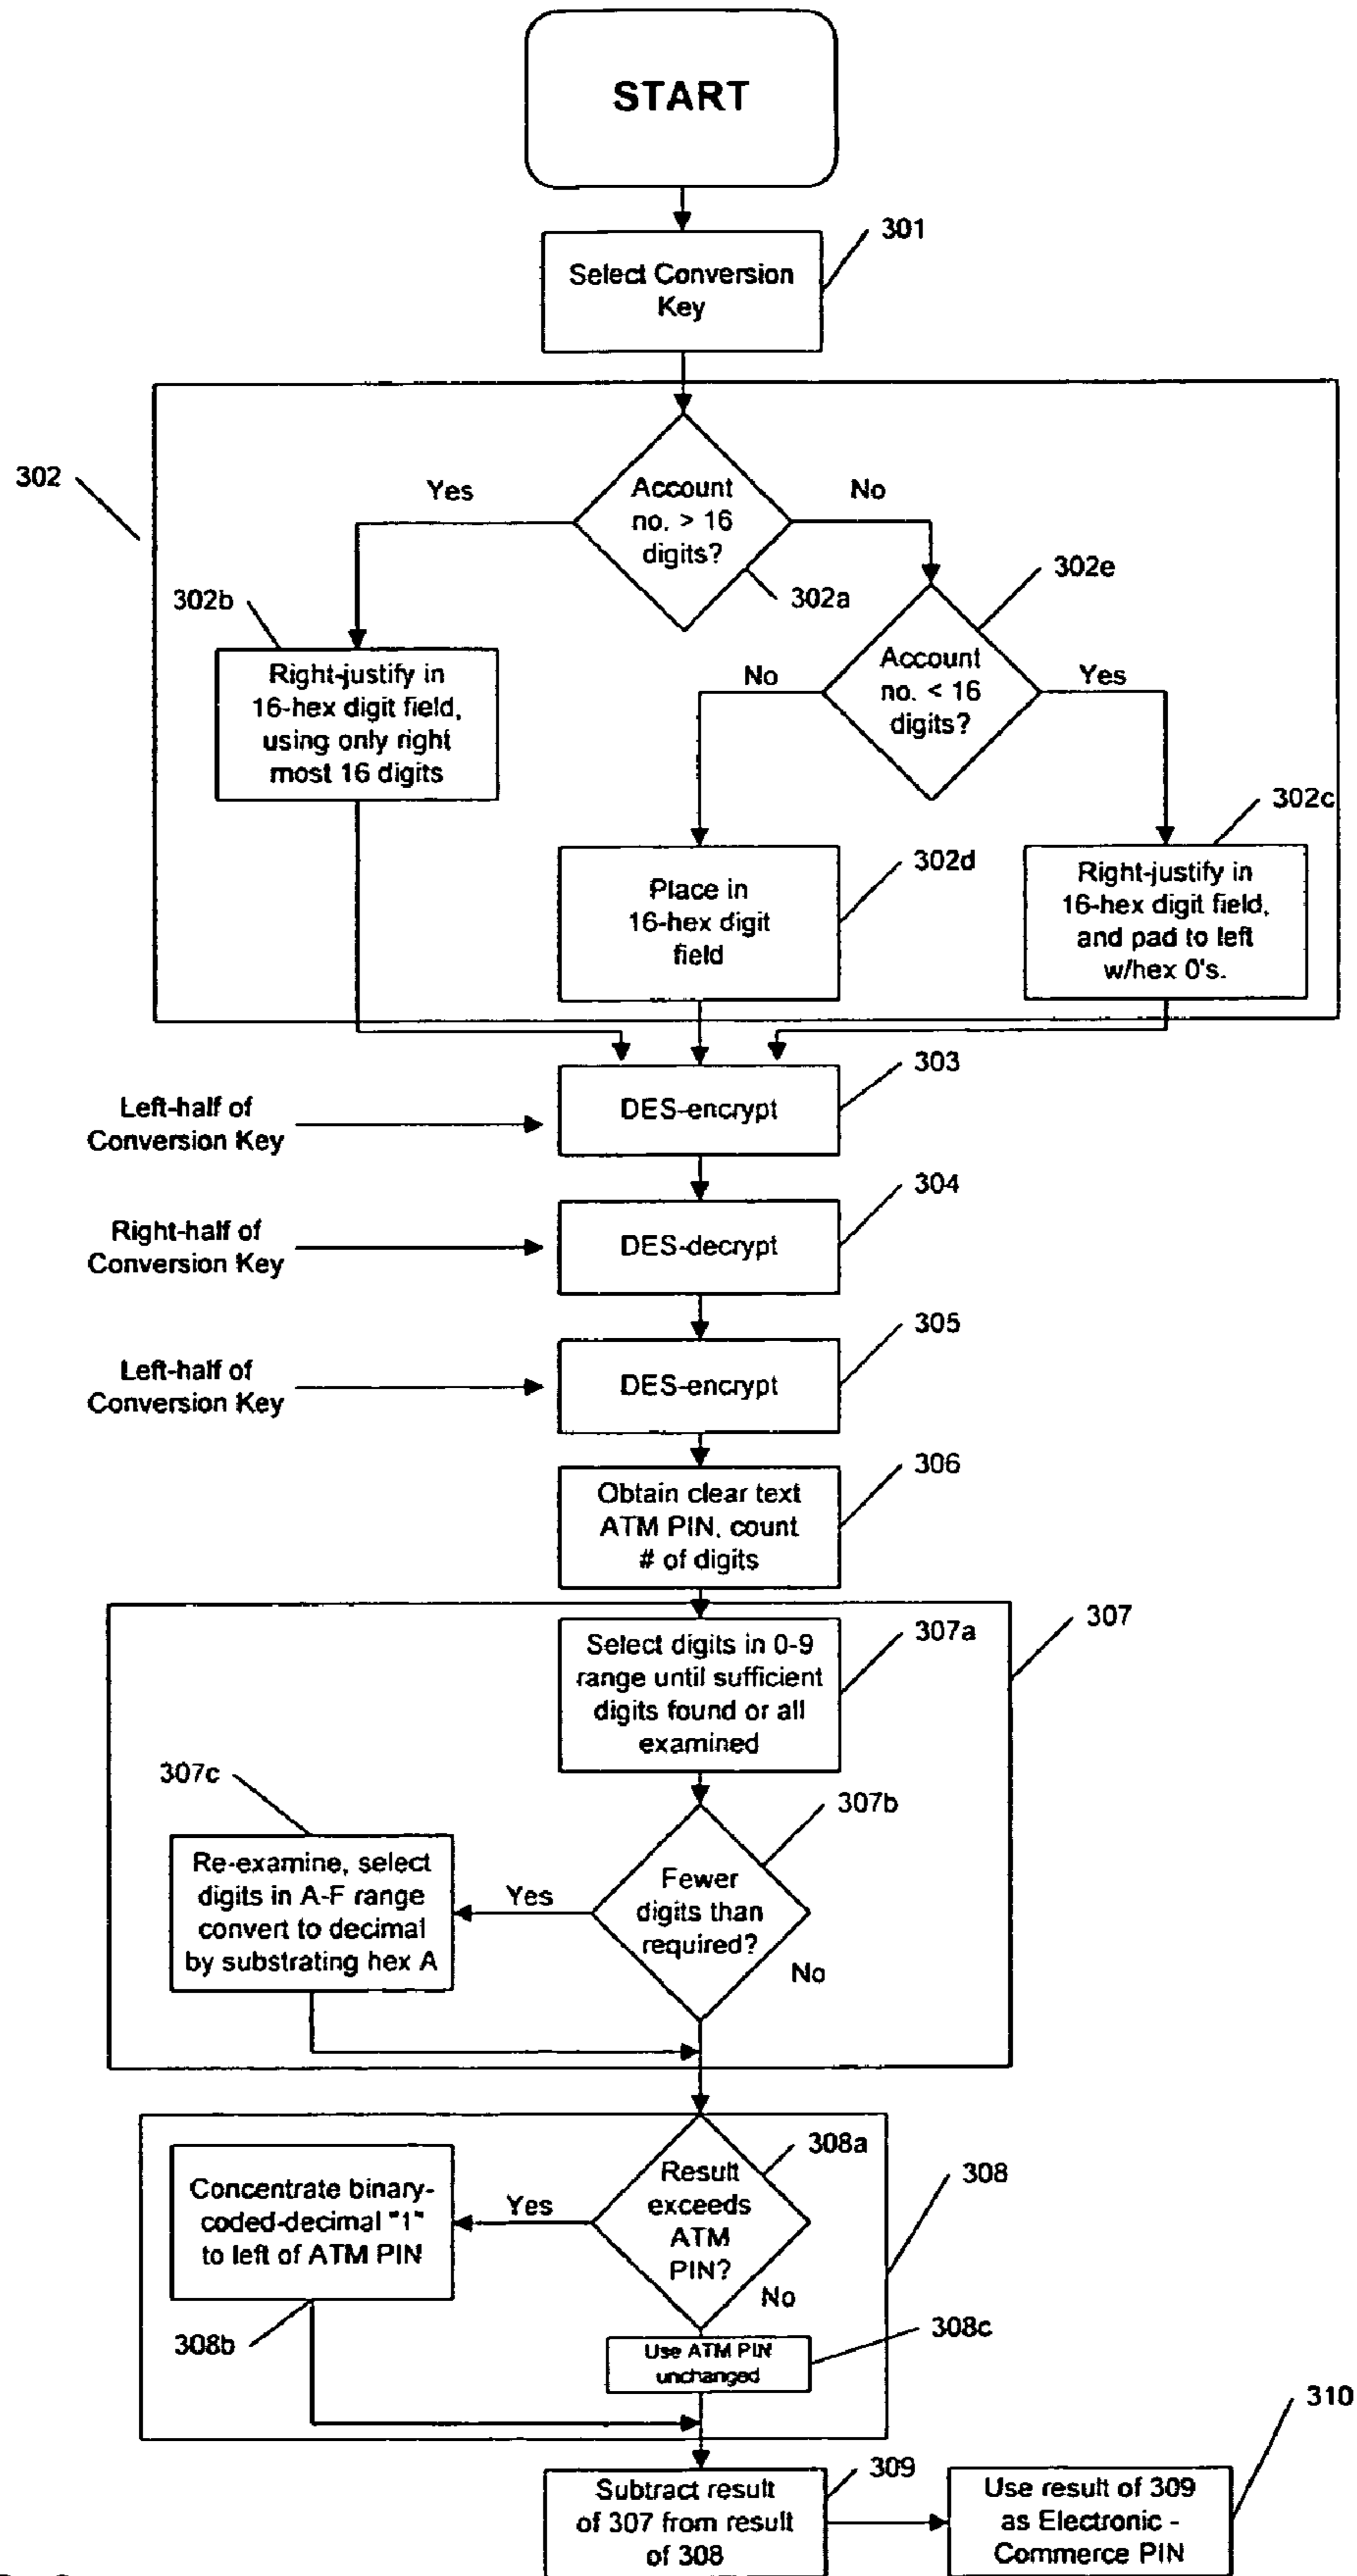 START
301
Select Conversion
Key
302
Yes
Account
no. > 16
digits?
No
302a
302e
302b
Right-justify in
16-hex digit field,
using only right
most 16 digits
No
Account
no. < 16
digits?
Yes
302c
302d
Place in
16-hex digit
field
Right-justify in
16-hex digit field,
and pad to left
w/hex 0's.
303
Left-half of
Conversion Key
DES-encrypt
304
Right-half of
Conversion Key
DES-decrypt
305
Left-half of
Conversion Key
DES-encrypt
306
Obtain clear text
ATM PIN, count
# of digits
307
307a
Select digits in 0-9
range until sufficient
digits found or all
examined
307c
307b
Re-examine, select
digits in A-F range
convert to decimal
by substrating hex A
Yes
Fewer
digits than
required?
No
308a
308
Concentrate binary-
coded-decimal "1"
to left of ATM PIN
Yes
Result
exceeds
ATM
PIN?
No
308b
308c
Use ATM PIN
unchanged
310
309
Subtract result
of 307 from result
of 308
Use result of 309
as Electronic -
Commerce PIN